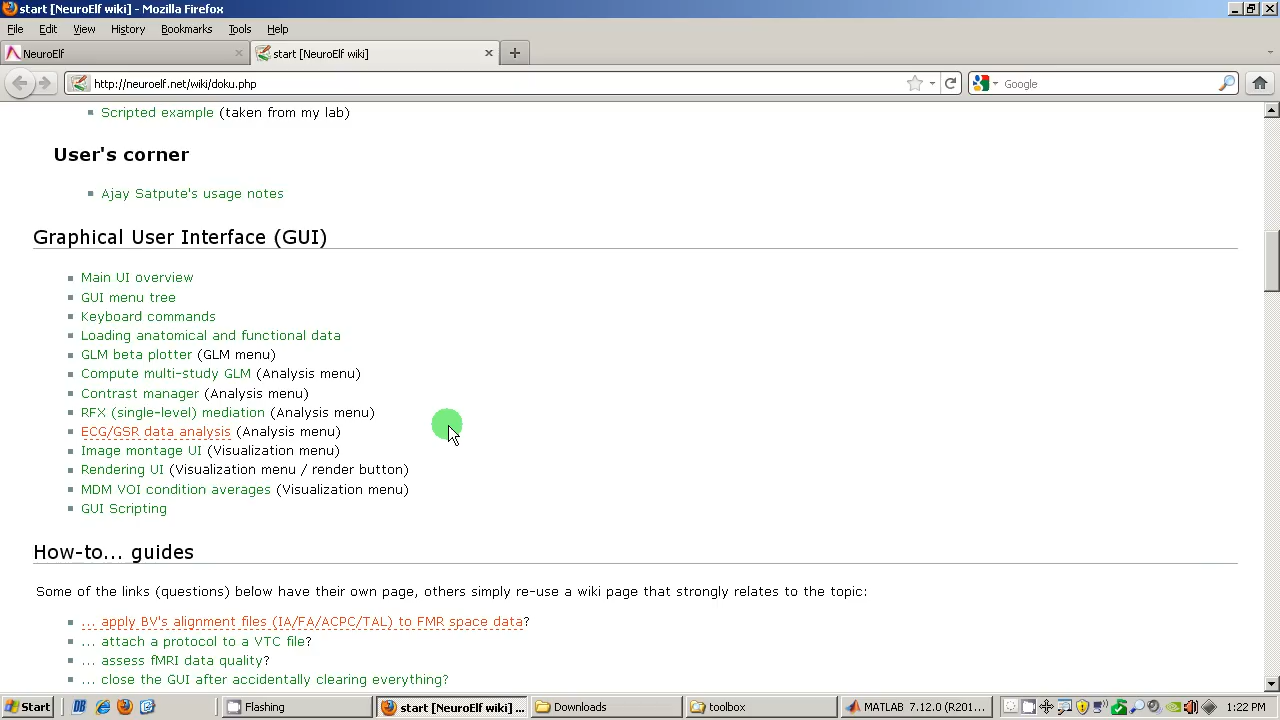 start [NeuroElf wiki] - Mozilla Firefox
File Edit View History Bookmarks Tools Help
NeuroElf
start [NeuroElf wiki]
http://neuroelf.net/wiki/doku.php
Google
Scripted example (taken from my lab)
User's corner
Ajay Satpute's usage notes
Graphical User Interface (GUI)
Main UI overview
GUI menu tree
Keyboard commands
Loading anatomical and functional data
GLM beta plotter (GLM menu)
Compute multi-study GLM (Analysis menu)
Contrast manager (Analysis menu)
RFX (single-level) mediation (Analysis menu)
ECG/GSR data analysis (Analysis menu)
Image montage UI (Visualization menu)
Rendering UI (Visualization menu / render button)
MDM VOI condition averages (Visualization menu)
GUI Scripting
How-to... guides
Some of the links (questions) below have their own page, others simply re-use a wiki page that strongly relates to the topic:
... apply BV's alignment files (IA/FA/ACPC/TAL) to FMR space data?
... attach a protocol to a VTC file?
... assess fMRI data quality?
... close the GUI after accidentally clearing everything?
Start
Flashing
start [NeuroElf wiki] ...
Downloads
toolbox
MATLAB 7.12.0 (R201...
1:22 PM